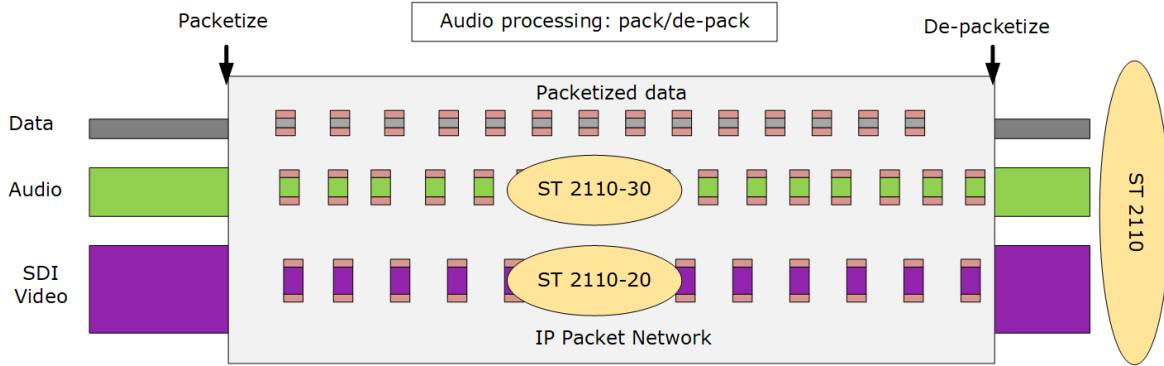 Packetize
Audio processing: pack/de-pack
De-packetize
Packetized data
Data
Audio
ST 2110-30
ST 2110
SDI
Video
ST 2110-20
IP Packet Network